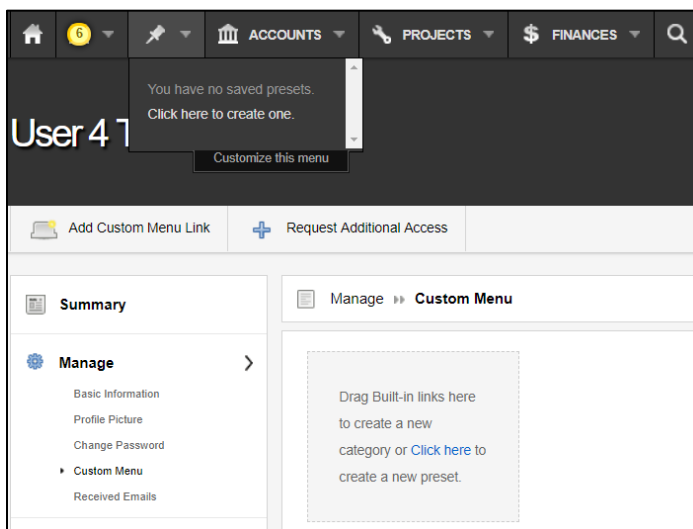 6
ACCOUNTS
PROJECTS
$ FINANCES
You have no saved presets.
Click here to create one.
User 4 T
Customize this menu
Add Custom Menu Link
Request Additional Access
Summary
Manage
Basic Information
Profile Picture
Change Password
Custom Menu
Received Emails
Manage » Custom Menu
Drag Built-in links here
to create a new
category or Click here to
create a new preset.